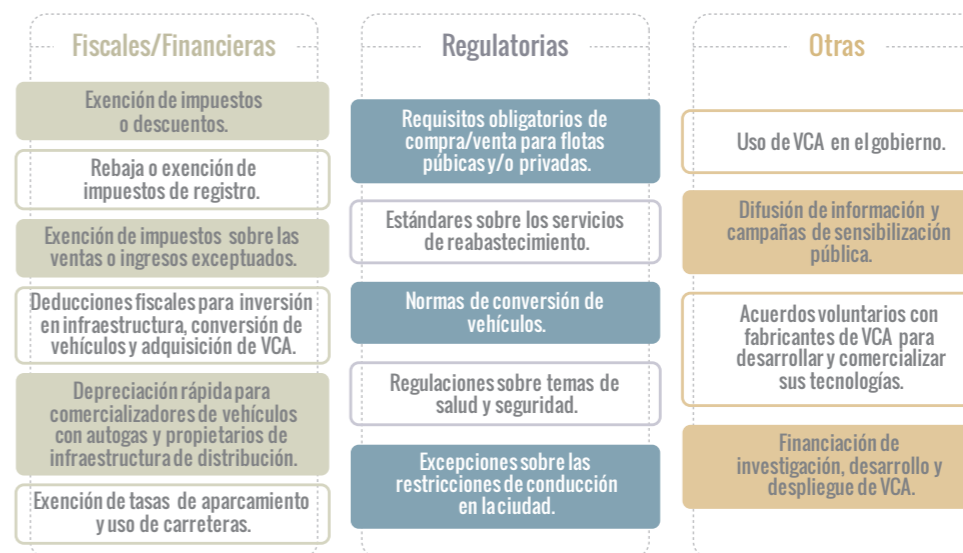 Fiscales/Financieras
Exención de impuestos
o descuentos.
Rebaja o exención de
impuestos de registro.
Exención de impuestos sobre las
ventas o ingresos exceptuados.
Deducciones fiscales para inversión
en infraestructura, conversión de
vehículos y adquisición de VCA.
Depreciación rápida para
comercializadores de vehículos
con autogas y propietarios de
infraestructura de distribución.
Exención de tasas de aparcamiento
y uso de carreteras.
Regulatorias
Requisitos obligatorios de
compra/venta para flotas
púbicas y/o privadas.
Estándares sobre los servicios
de reabastecimiento.
Normas de conversión de
vehículos.
Regulaciones sobre temas de
salud y seguridad.
Excepciones sobre las
restricciones de conducción
en la ciudad.
Otras
Uso de VCA en el gobierno.
Difusión de información y
campañas de sensibilización
pública.
Acuerdos voluntarios con
fabricantes de VCA para
desarrollar y comercializar
sus tecnologías.
Financiación de
investigación, desarrollo y
despliegue de VCA.